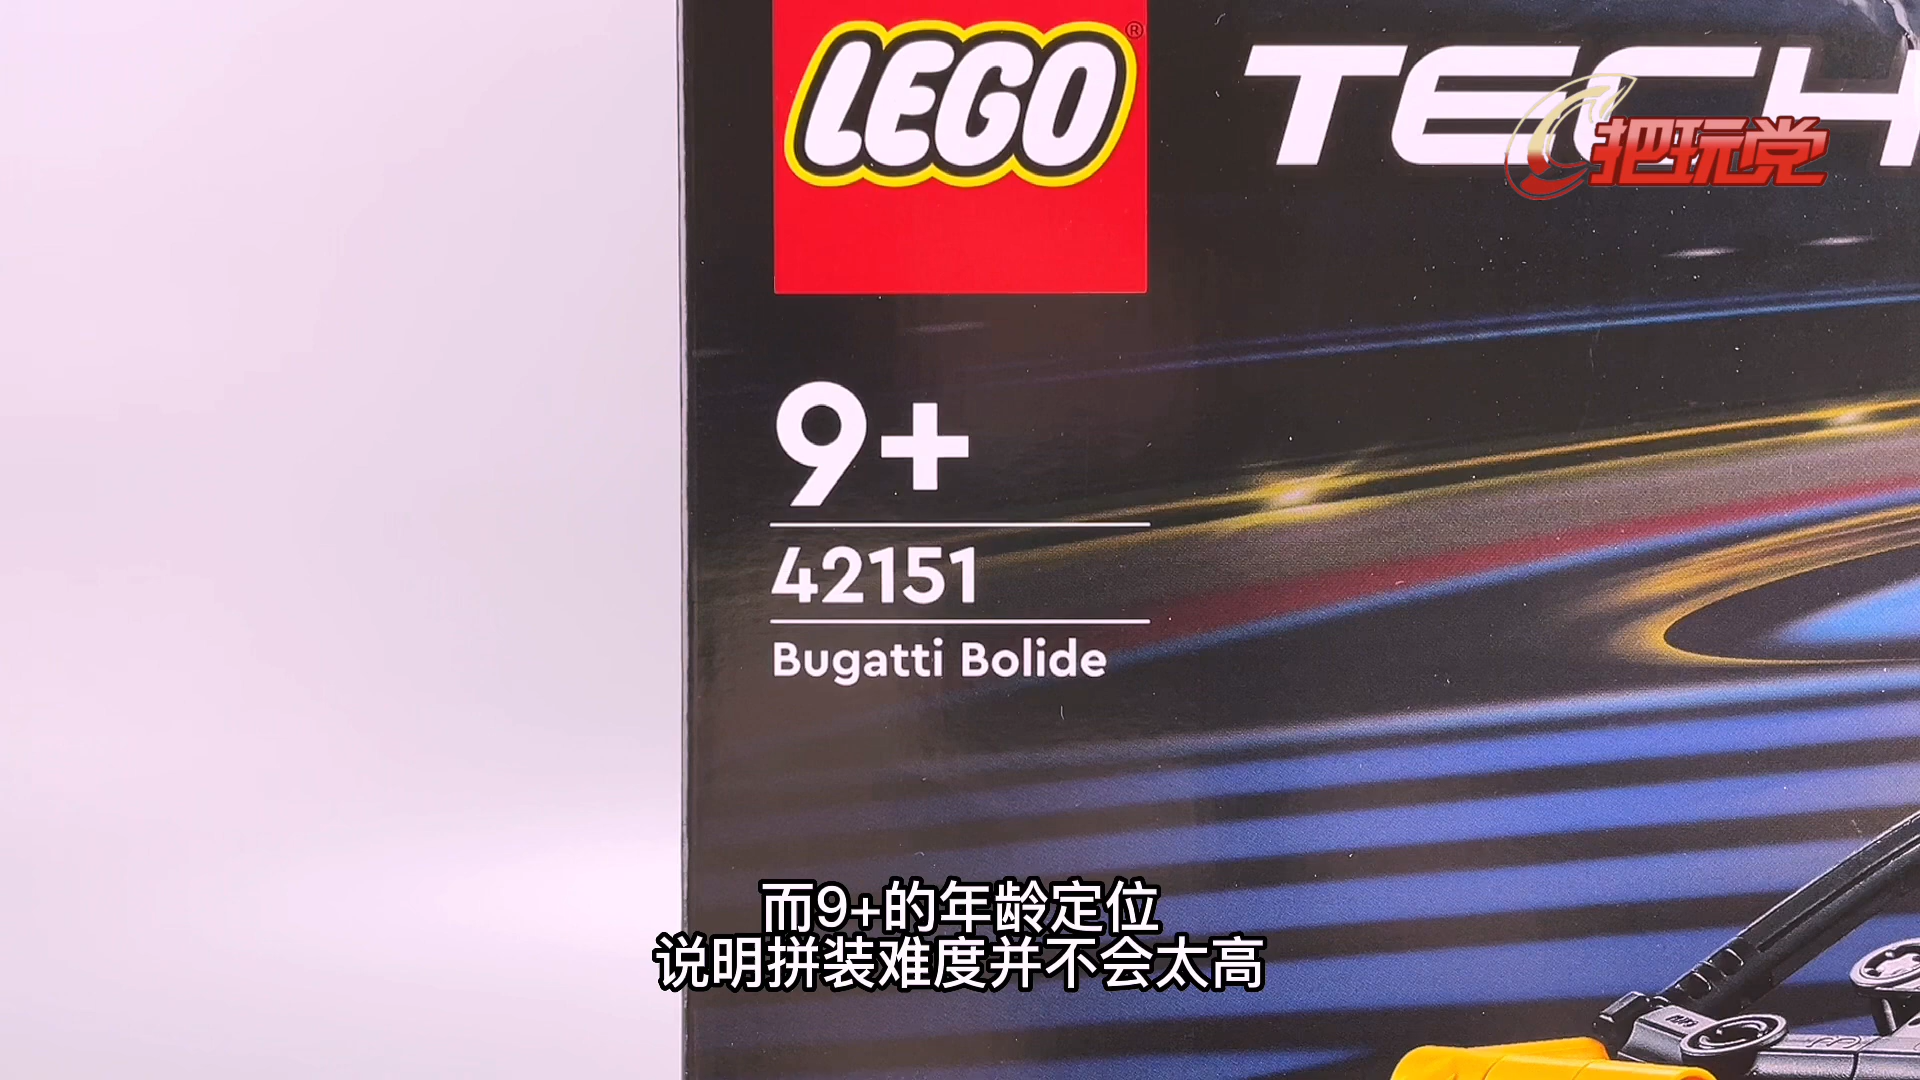 LEGO®
TECH
把玩党
9+
42151
Bugatti Bolide
而9+的年龄定位
说明拼装难度并不会太高